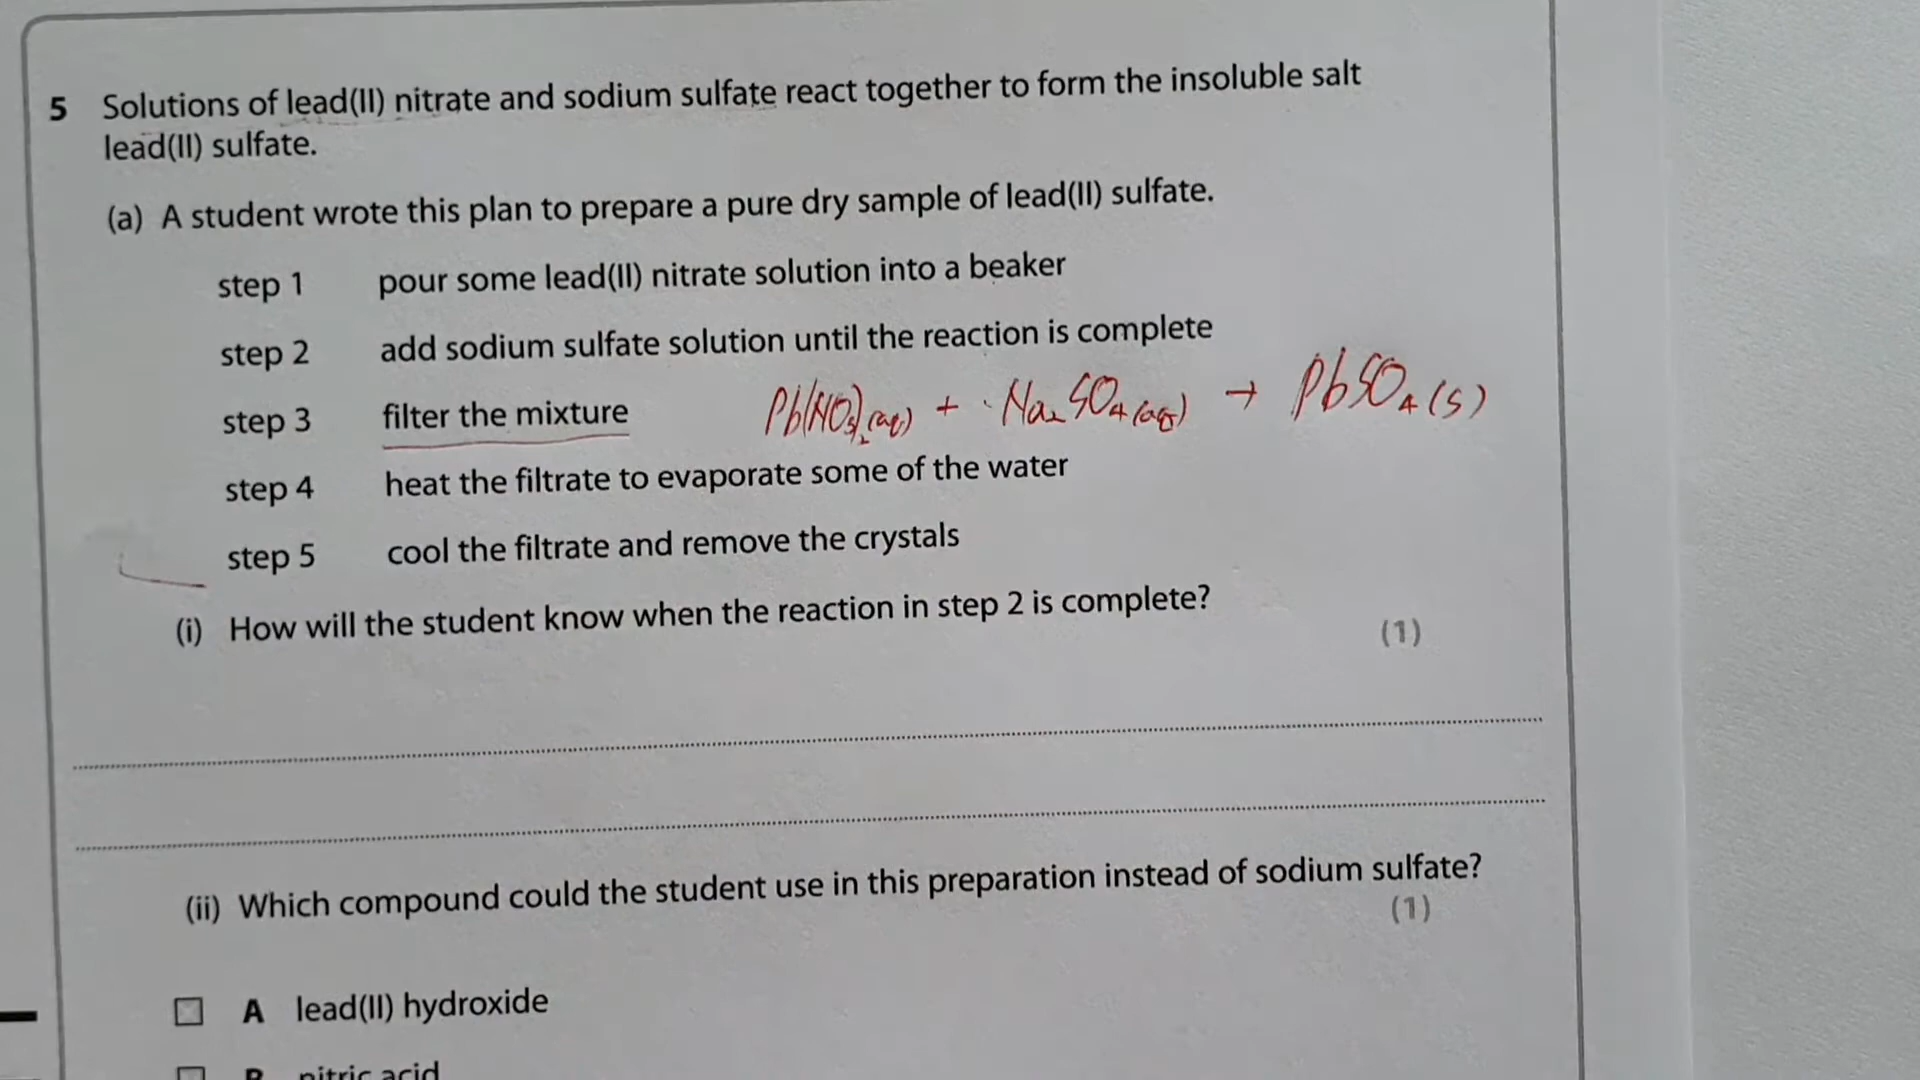 5 Solutions of lead(II) nitrate and sodium sulfate react together to form the insoluble salt
lead(II) sulfate.
(a) A student wrote this plan to prepare a pure dry sample of lead(II) sulfate.
step 1 pour some lead(II) nitrate solution into a beaker
step 2 add sodium sulfate solution until the reaction is complete
step 3 filter the mixture
Pb(NO₃)₂(aq) + Na₂SO₄(aq) → PbSO₄(s)
step 4 heat the filtrate to evaporate some of the water
step 5 cool the filtrate and remove the crystals
(i) How will the student know when the reaction in step 2 is complete?
(1)
(ii) Which compound could the student use in this preparation instead of sodium sulfate?
(1)
A lead(II) hydroxide
B nitric acid